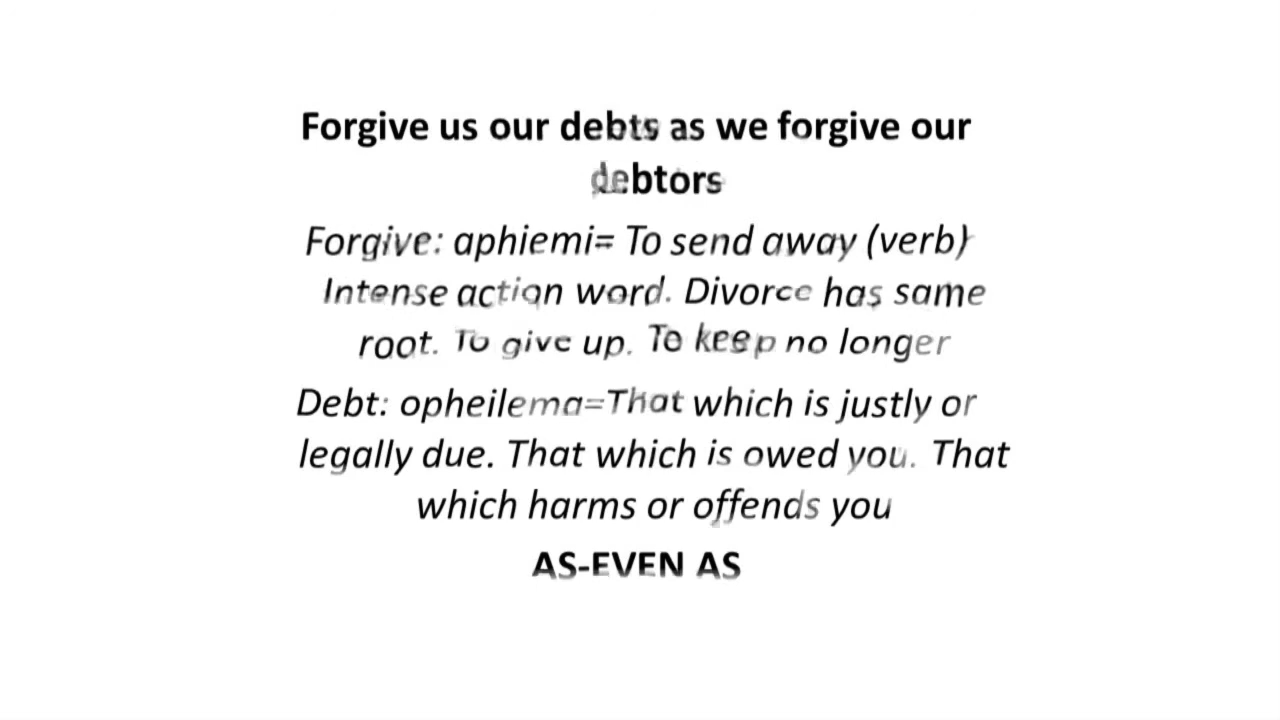 Forgive us our debts as we forgive our
debtors
Forgive: aphiemi= To send away (verb)
Intense action word. Divorce has same
root. To give up. To keep no longer
Debt: opheilema=That which is justly or
legally due. That which is owed you. That
which harms or offends you
AS-EVEN AS